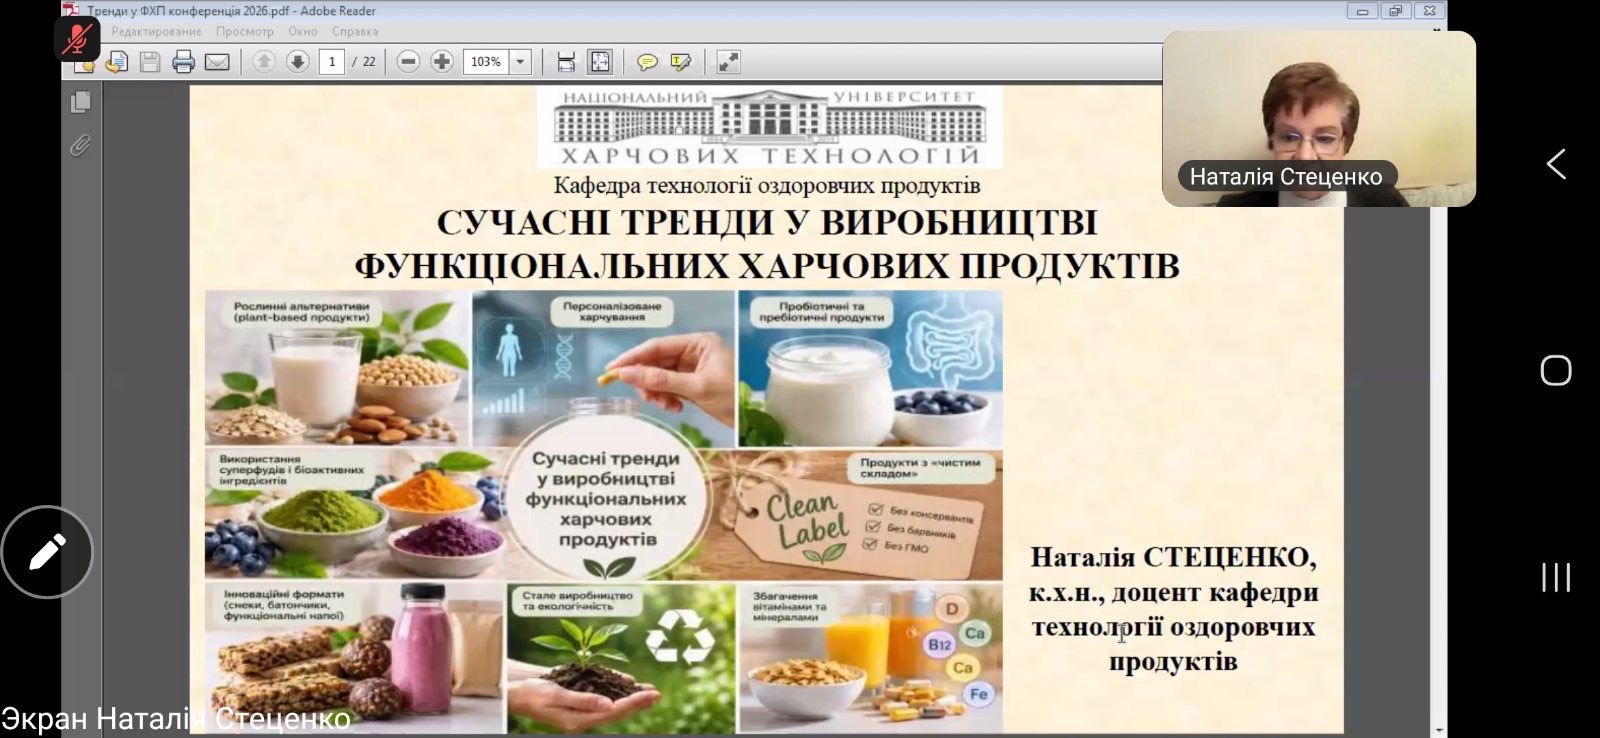 Тренди у ФХП конференція 2026.pdf - Adobe Reader
Редактирование Просмотр Окно Справка
1 / 22 103%
НАЦІОНАЛЬНИЙ УНІВЕРСИТЕТ
ХАРЧОВИХ ТЕХНОЛОГІЙ
Кафедра технології оздоровчих продуктів
СУЧАСНІ ТРЕНДИ У ВИРОБНИЦТВІ
ФУНКЦІОНАЛЬНИХ ХАРЧОВИХ ПРОДУКТІВ
Наталія Стеценко
Рослинні альтернативи
(plant-based продукти)
Персоналізоване
харчування
Пробіотичні та
пребіотичні продукти
Використання
суперфудів і біоактивних
інгредієнтів
Сучасні тренди
у виробництві
функціональних
харчових
продуктів
Продукти з «чистим
складом»
Clean
Label
Без консервантів
Без барвників
Без ГМО
Інноваційні формати
(снеки, батончики,
функціональні напої)
Стале виробництво
та екологічність
Збагачення
вітамінами та
мінералами
D
Ca
B12
Ca
Fe
Наталія СТЕЦЕНКО,
к.х.н., доцент кафедри
технології оздоровчих
продуктів
Экран Наталія Стеценко